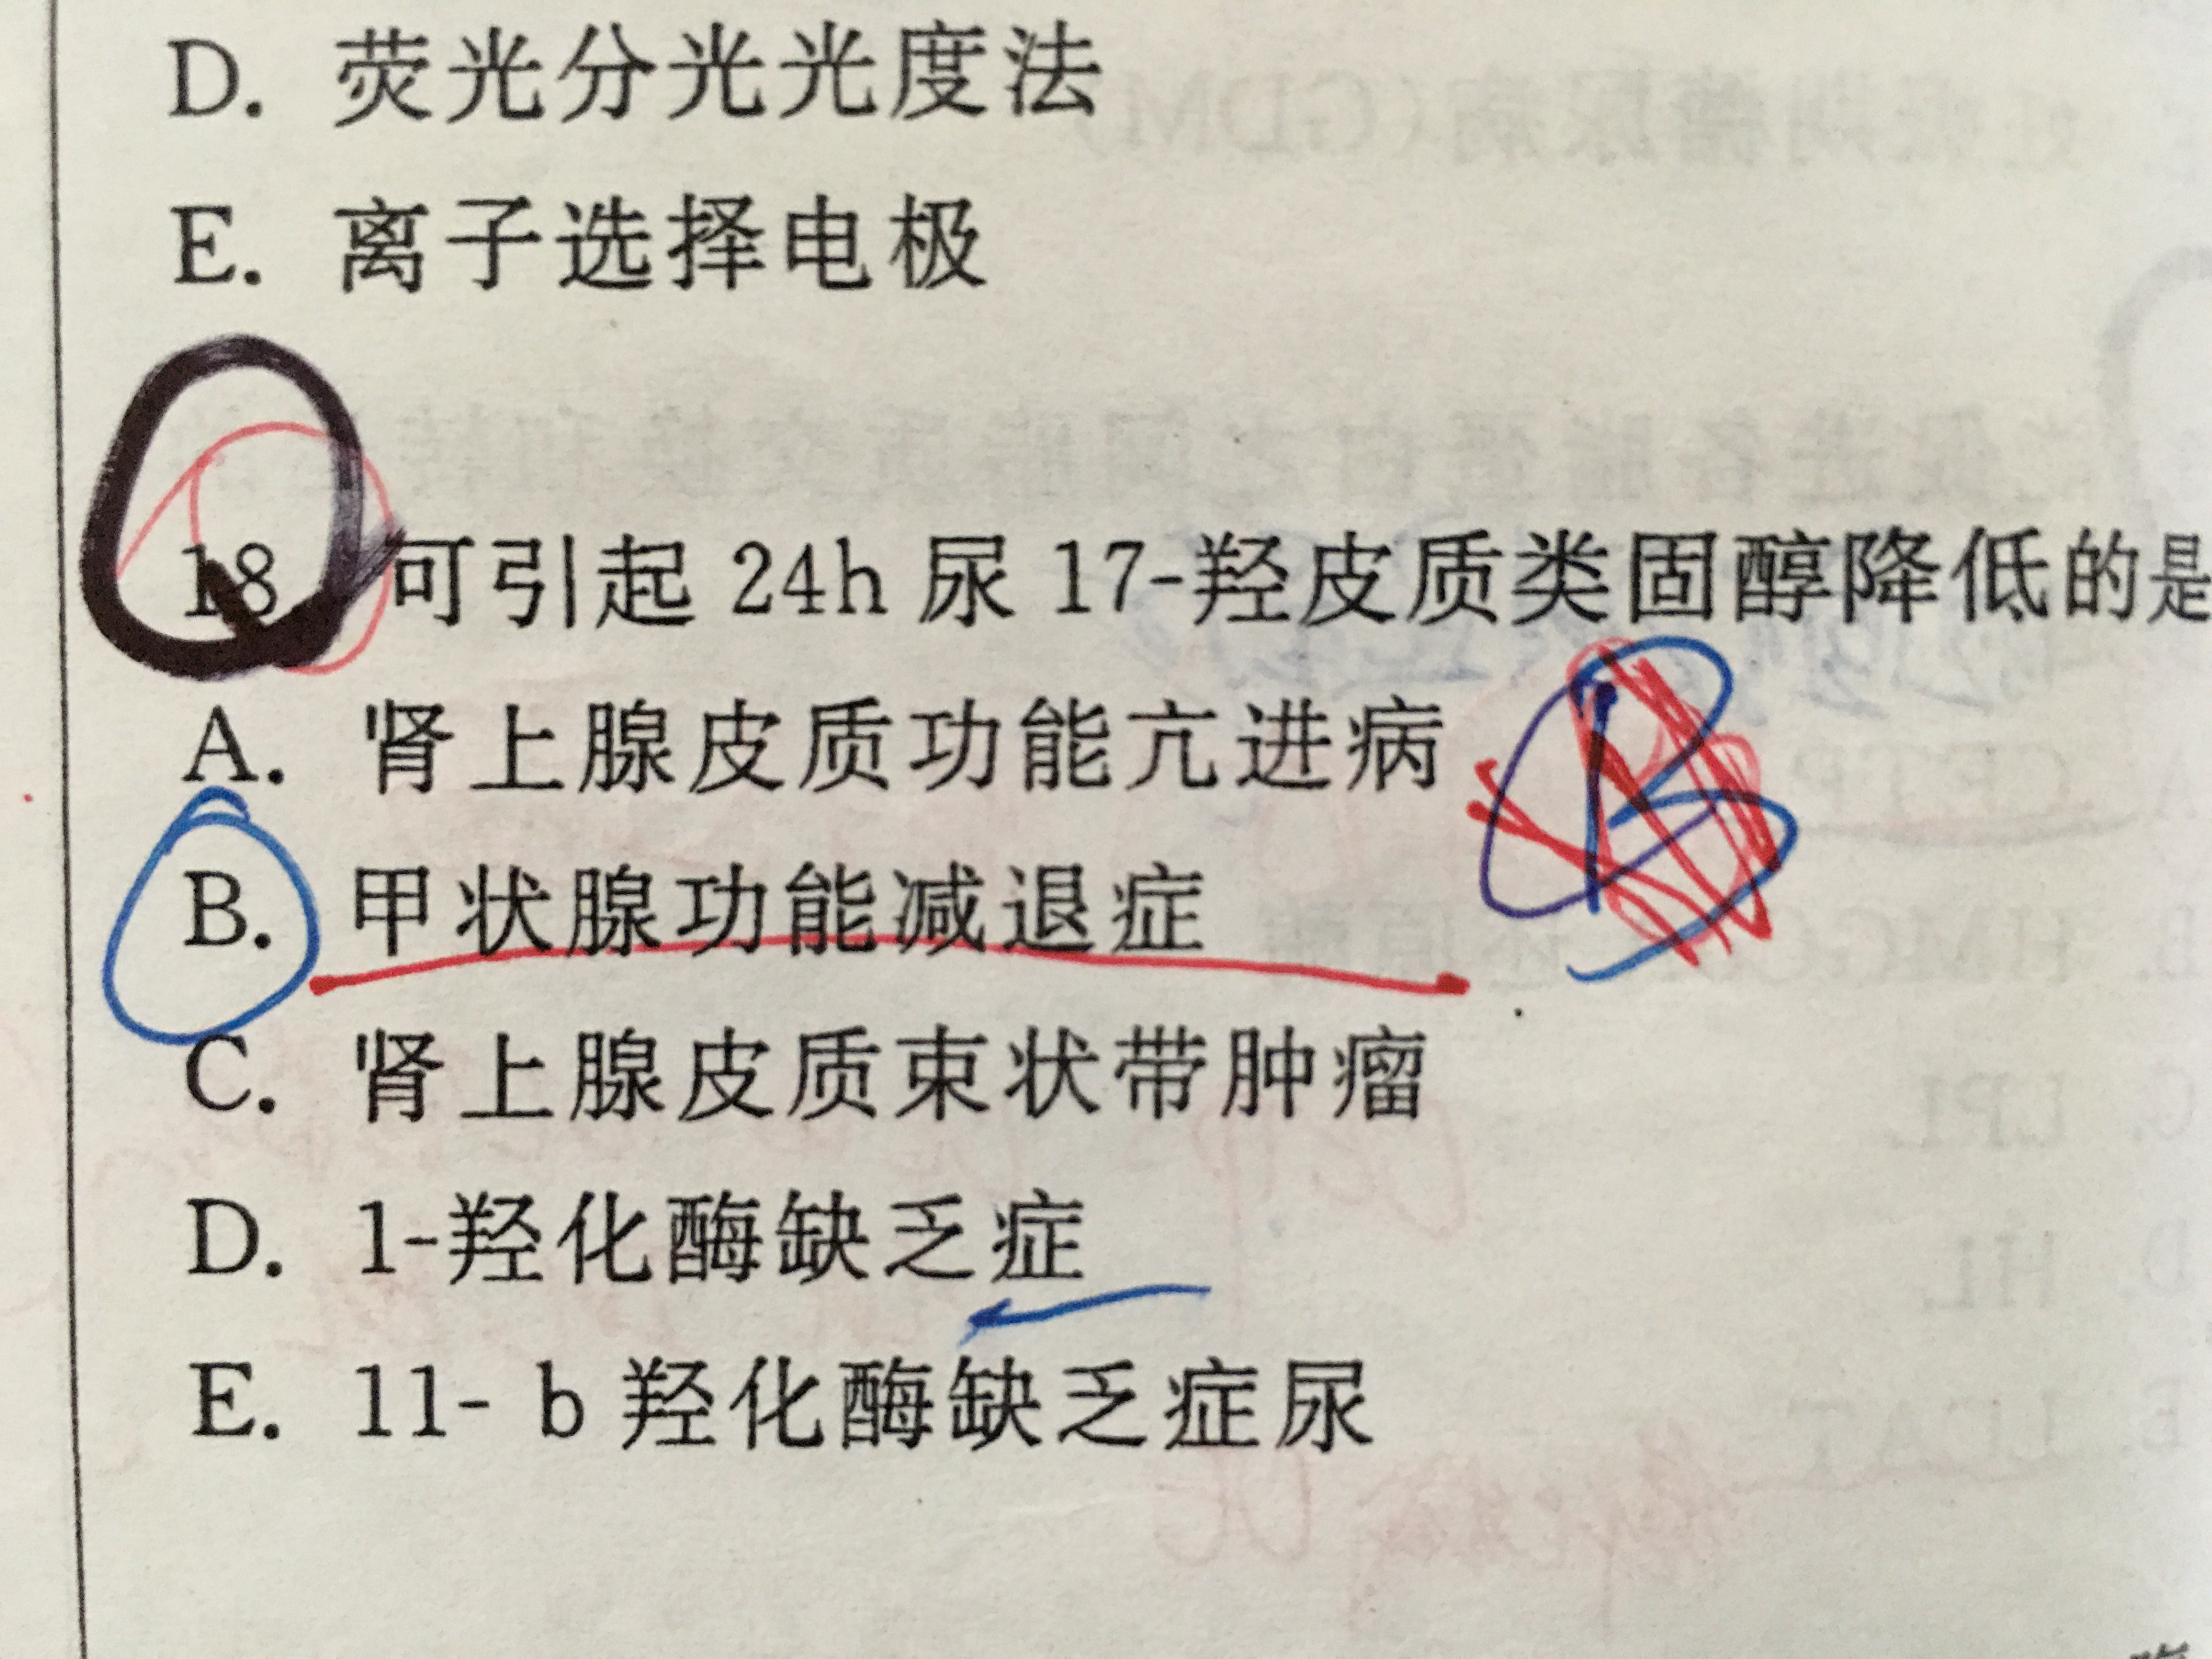 D. 荧光分光光度法
E. 离子选择电极
18 可引起 24h 尿 17-羟皮质类固醇降低的是
A. 肾上腺皮质功能亢进病
B. 甲状腺功能减退症
C. 肾上腺皮质束状带肿瘤
D. 1-羟化酶缺乏症
E. 11-b 羟化酶缺乏症尿